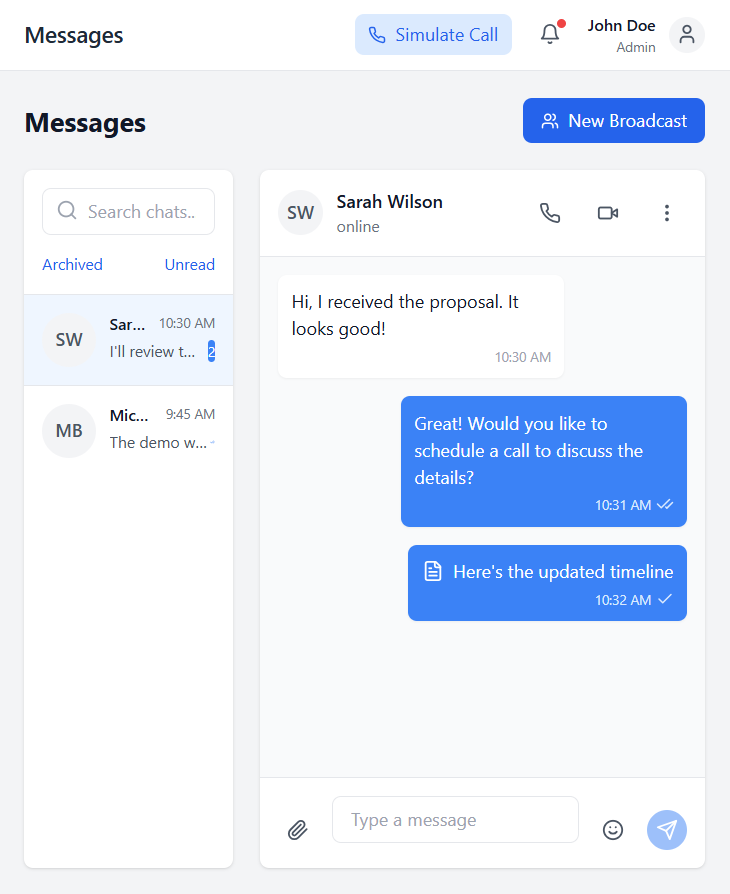 Messages
Simulate Call
John Doe
Admin
Messages
New Broadcast
Search chats..
Archived Unread
SW
Sar... 10:30 AM
I'll review t... 2
MB
Mic... 9:45 AM
The demo w...
SW
Sarah Wilson
online
Hi, I received the proposal. It
looks good!
10:30 AM
Great! Would you like to
schedule a call to discuss the
details?
10:31 AM
Here's the updated timeline
10:32 AM
Type a message